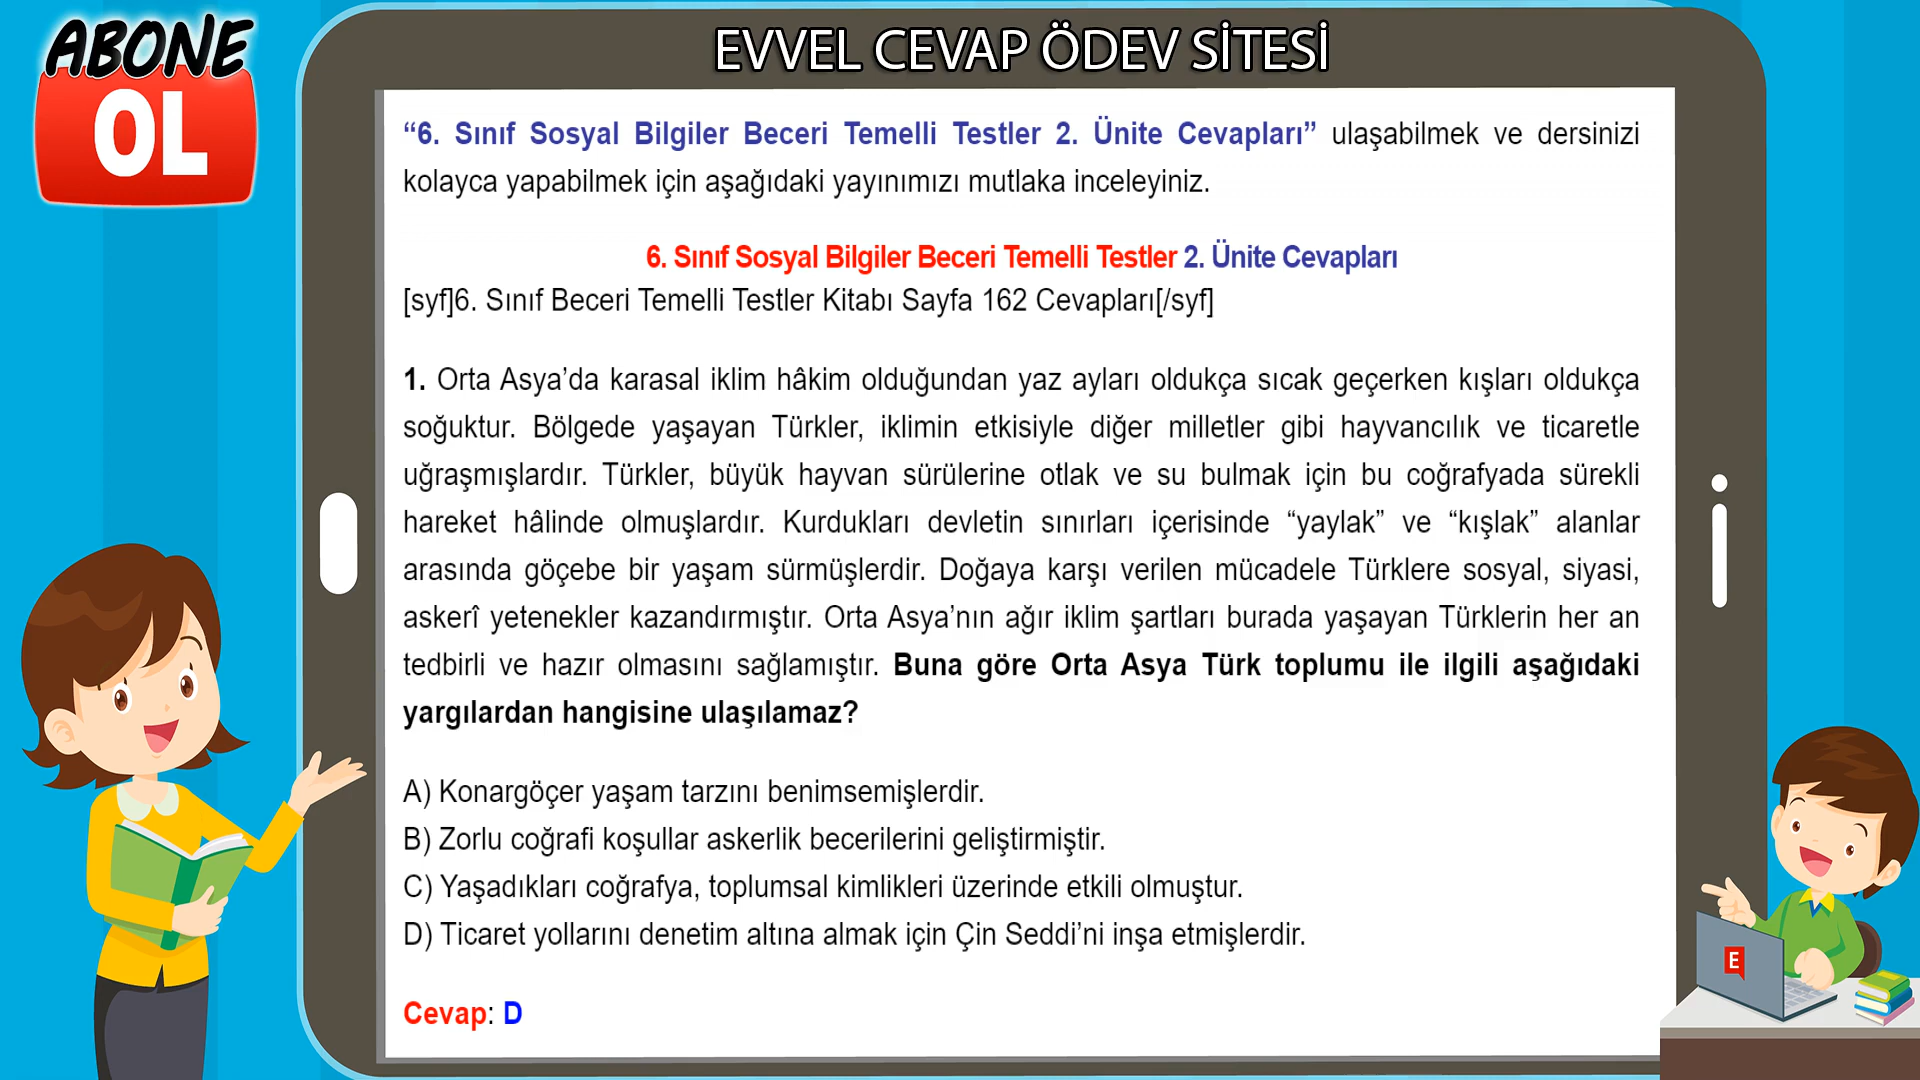 ABONE
OL
EVVEL CEVAP ÖDEV SİTESİ
“6. Sınıf Sosyal Bilgiler Beceri Temelli Testler 2. Ünite Cevapları” ulaşabilmek ve dersinizi
kolayca yapabilmek için aşağıdaki yayınımızı mutlaka inceleyiniz.
6. Sınıf Sosyal Bilgiler Beceri Temelli Testler 2. Ünite Cevapları
[syf]6. Sınıf Beceri Temelli Testler Kitabı Sayfa 162 Cevapları[/syf]
1. Orta Asya’da karasal iklim hâkim olduğundan yaz ayları oldukça sıcak geçerken kışları oldukça
soğuktur. Bölgede yaşayan Türkler, iklimin etkisiyle diğer milletler gibi hayvancılık ve ticaretle
uğraşmışlardır. Türkler, büyük hayvan sürülerine otlak ve su bulmak için bu coğrafyada sürekli
hareket hâlinde olmuşlardır. Kurdukları devletin sınırları içerisinde “yaylak” ve “kışlak” alanlar
arasında göçebe bir yaşam sürmüşlerdir. Doğaya karşı verilen mücadele Türklere sosyal, siyasi,
askerî yetenekler kazandırmıştır. Orta Asya’nın ağır iklim şartları burada yaşayan Türklerin her an
tedbirli ve hazır olmasını sağlamıştır. Buna göre Orta Asya Türk toplumu ile ilgili aşağıdaki
yargılardan hangisine ulaşılamaz?
A) Konargöçer yaşam tarzını benimsemişlerdir.
B) Zorlu coğrafi koşullar askerlik becerilerini geliştirmiştir.
C) Yaşadıkları coğrafya, toplumsal kimlikleri üzerinde etkili olmuştur.
D) Ticaret yollarını denetim altına almak için Çin Seddi’ni inşa etmişlerdir.
Cevap: D
E